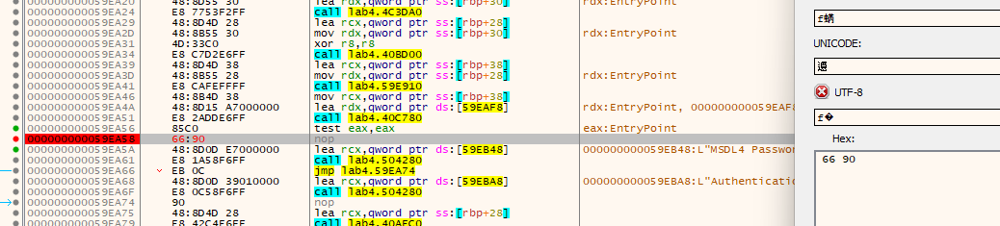 000000000059EA20 48:8D55 30 lea rdx,qword ptr ss:[rbp+30] rdx:EntryPoint
000000000059EA24 E8 7753F2FF call lab4.4C3DA0
000000000059EA29 48:8D4D 28 lea rcx,qword ptr ss:[rbp+28]
000000000059EA2D 48:8B55 30 mov rdx,qword ptr ss:[rbp+30] rdx:EntryPoint
000000000059EA31 4D:33C0 xor r8,r8
000000000059EA34 E8 C7D2E6FF call lab4.40BD00
000000000059EA39 48:8D4D 38 lea rcx,qword ptr ss:[rbp+38]
000000000059EA3D 48:8B55 28 mov rdx,qword ptr ss:[rbp+28] rdx:EntryPoint
000000000059EA41 E8 CAFEFFFF call lab4.59E910
000000000059EA46 48:8B4D 38 mov rcx,qword ptr ss:[rbp+38]
000000000059EA4A 48:8D15 A7000000 lea rdx,qword ptr ds:[59EAF8] rdx:EntryPoint, 000000000059EAF8
000000000059EA51 E8 2ADDE6FF call lab4.40C780
000000000059EA56 85C0 test eax,eax eax:EntryPoint
000000000059EA58 66:90 nop
000000000059EA5A 48:8D0D E7000000 lea rcx,qword ptr ds:[59EB48] 000000000059EB48:L"MSDL4 Passwor
000000000059EA61 E8 1A58F6FF call lab4.504280
000000000059EA66 EB 0C jmp lab4.59EA74
000000000059EA68 48:8D0D 39010000 lea rcx,qword ptr ds:[59EBA8] 000000000059EBA8:L"Authenticatio
000000000059EA6F E8 0C58F6FF call lab4.504280
000000000059EA74 90 nop
000000000059EA75 48:8D4D 28 lea rcx,qword ptr ss:[rbp+28]
000000000059EA79 E8 42C4E6FF call lab4.40AEC0
UNICODE:
UTF-8
f�
Hex:
66 90